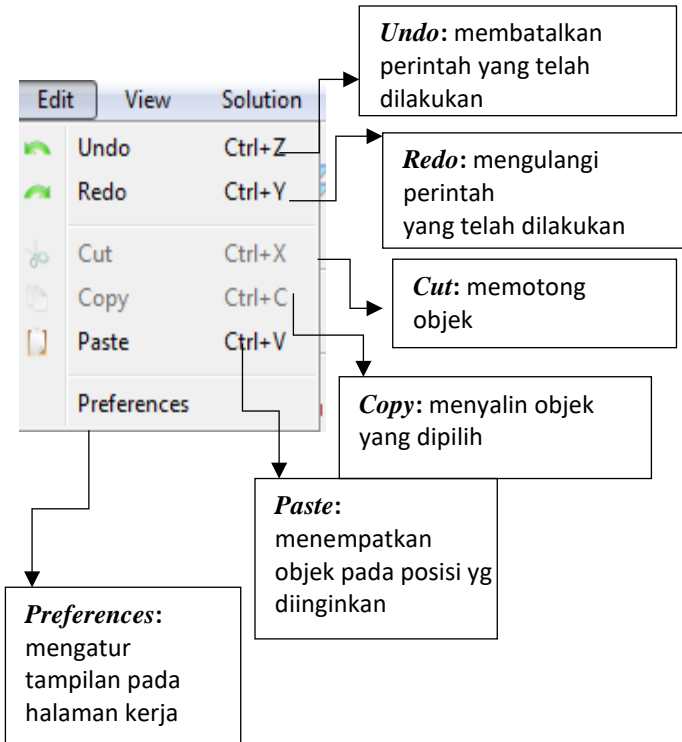 Edit View Solution
Undo Ctrl+Z
Redo Ctrl+Y
Cut Ctrl+X
Copy Ctrl+C
Paste Ctrl+V
Preferences
Undo: membatalkan
perintah yang telah
dilakukan
Redo: mengulangi
perintah
yang telah dilakukan
Cut: memotong
objek
Copy: menyalin objek
yang dipilih
Paste:
menempatkan
objek pada posisi yg
diinginkan
Preferences:
mengatur
tampilan pada
halaman kerja